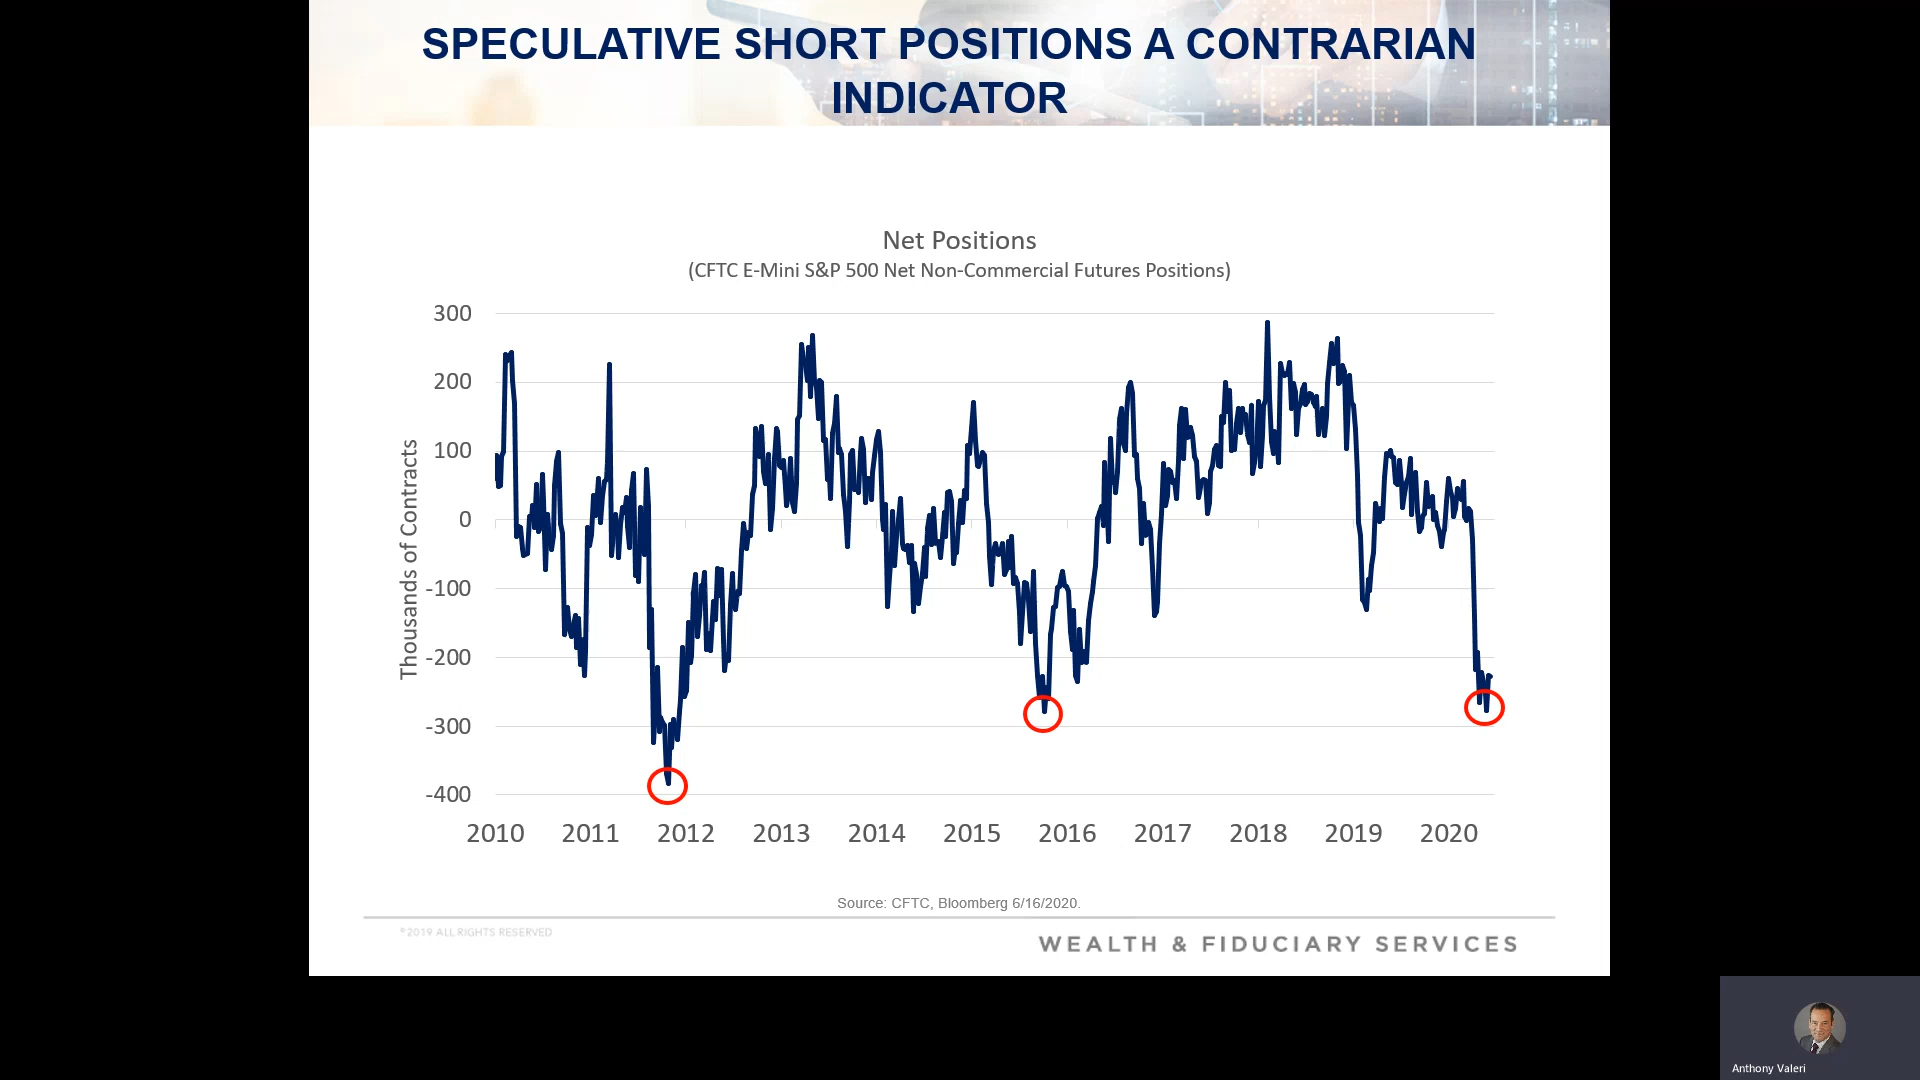 SPECULATIVE SHORT POSITIONS A CONTRARIAN
INDICATOR
Net Positions
(CFTC E-Mini S&P 500 Net Non-Commercial Futures Positions)
Thousands of Contracts
300
200
100
0
-100
-200
-300
-400
2010 2011 2012 2013 2014 2015 2016 2017 2018 2019 2020
Source: CFTC, Bloomberg 6/16/2020.
©2019 ALL RIGHTS RESERVED
WEALTH & FIDUCIARY SERVICES
Anthony Valeri